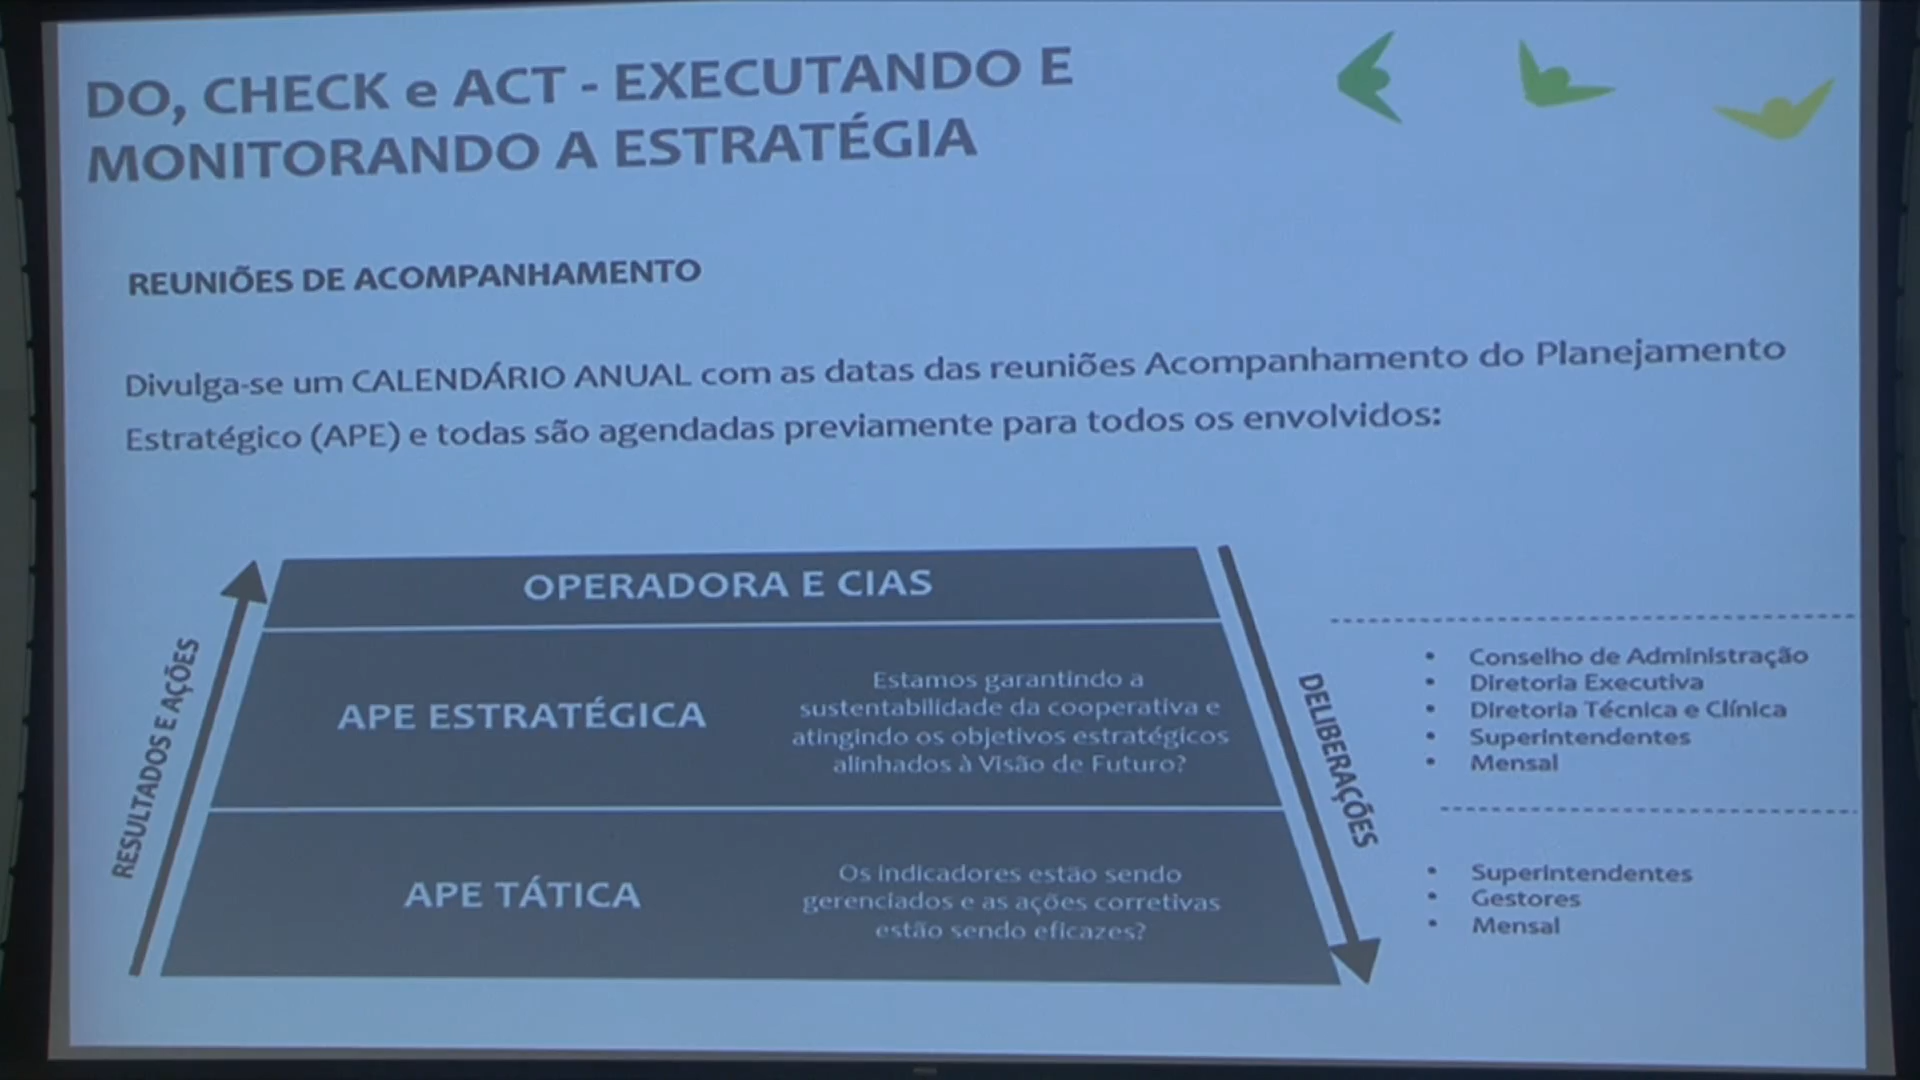 DO, CHECK e ACT - EXECUTANDO E
MONITORANDO A ESTRATÉGIA
REUNIÕES DE ACOMPANHAMENTO
Divulga-se um CALENDÁRIO ANUAL com as datas das reuniões Acompanhamento do Planejamento
Estratégico (APE) e todas são agendadas previamente para todos os envolvidos:
RESULTADOS E AÇÕES
OPERADORA E CIAS
APE ESTRATÉGICA
Estamos garantindo a
sustentabilidade da cooperativa e
atingindo os objetivos estratégicos
alinhados à Visão de Futuro?
APE TÁTICA
Os indicadores estão sendo
gerenciados e as ações corretivas
estão sendo eficazes?
DELIBERAÇÕES
• Conselho de Administração
• Diretoria Executiva
• Diretoria Técnica e Clínica
• Superintendentes
• Mensal
• Superintendentes
• Gestores
• Mensal